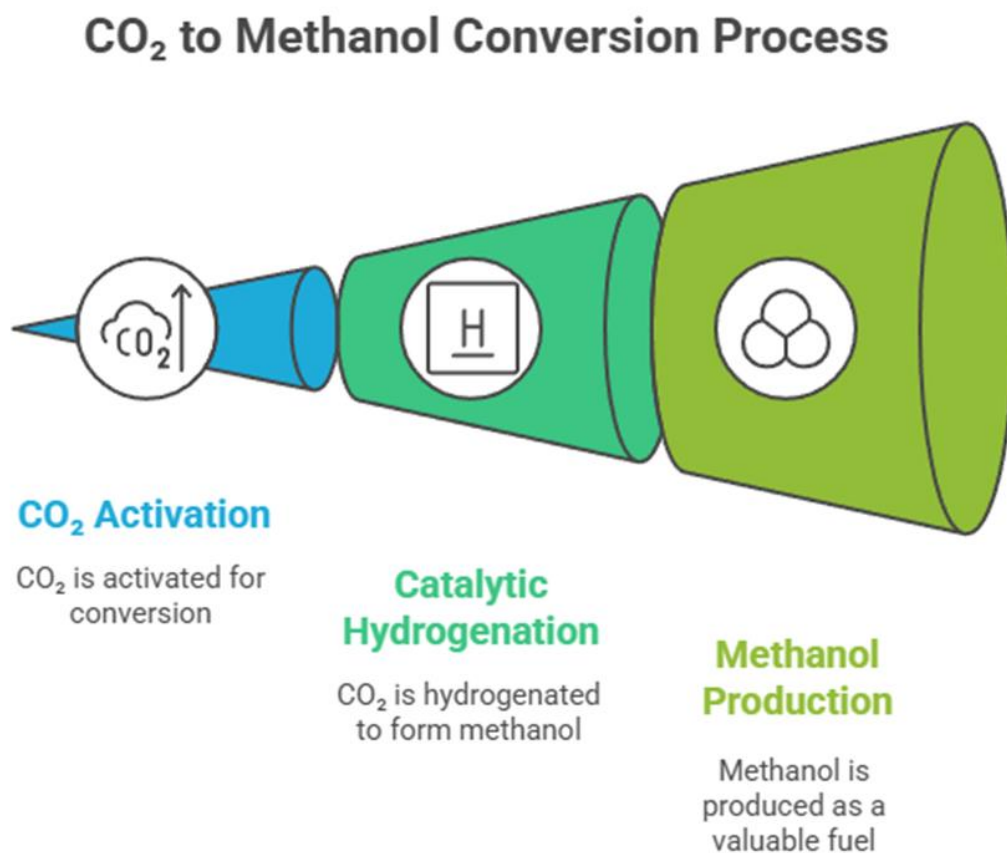 CO₂ to Methanol Conversion Process
CO₂
H
CO₂ Activation
CO₂ is activated for
conversion
Catalytic
Hydrogenation
CO₂ is hydrogenated
to form methanol
Methanol
Production
Methanol is
produced as a
valuable fuel